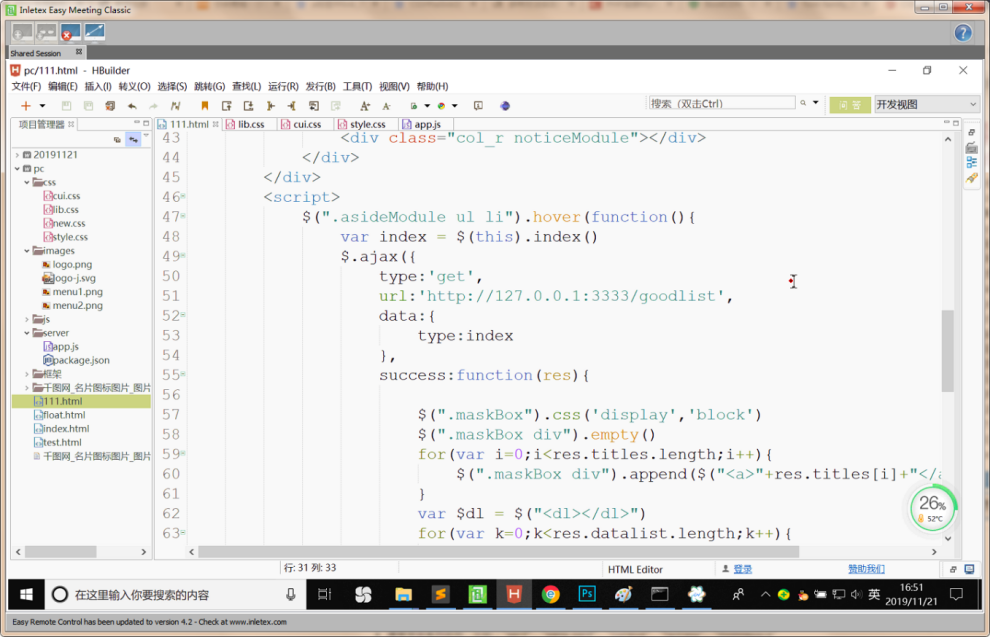 Inletex Easy Meeting Classic
Shared Session
pc/111.html - HBuilder
文件(F) 编辑(E) 插入(I) 转义(O) 选择(S) 跳转(G) 查找(L) 运行(R) 发行(B) 工具(T) 视图(V) 帮助(H)
搜索（双击Ctrl）
问答
开发视图
项目管理器
111.html lib.css cui.css style.css app.js
20191121
pc
css
cui.css
lib.css
new.css
style.css
images
logo.png
logo-j.svg
menu1.png
menu2.png
js
server
app.js
package.json
框架
千图网_名片图标图片_图片
111.html
float.html
index.html
test.html
千图网_名片图标图片_图片
43 <div class="col_r noticeModule"></div>
44 </div>
45 </div>
46 <script>
47 $(".asideModule ul li").hover(function(){
48 var index = $(this).index()
49 $.ajax({
50 type:'get',
51 url:'http://127.0.0.1:3333/goodlist',
52 data:{
53 type:index
54 },
55 success:function(res){
56
57 $(".maskBox").css('display','block')
58 $(".maskBox div").empty()
59 for(var i=0;i<res.titles.length;i++){
60 $(".maskBox div").append($("<a>"+res.titles[i]+"</a
61 }
62 var $dl = $("<dl></dl>")
63 for(var k=0;k<res.datalist.length;k++){
26%
52℃
行: 31 列: 33
HTML Editor
登录
赞助我们
在这里输入你要搜索的内容
英
16:51
2019/11/21
Easy Remote Control has been updated to version 4.2 - Check at www.inletex.com